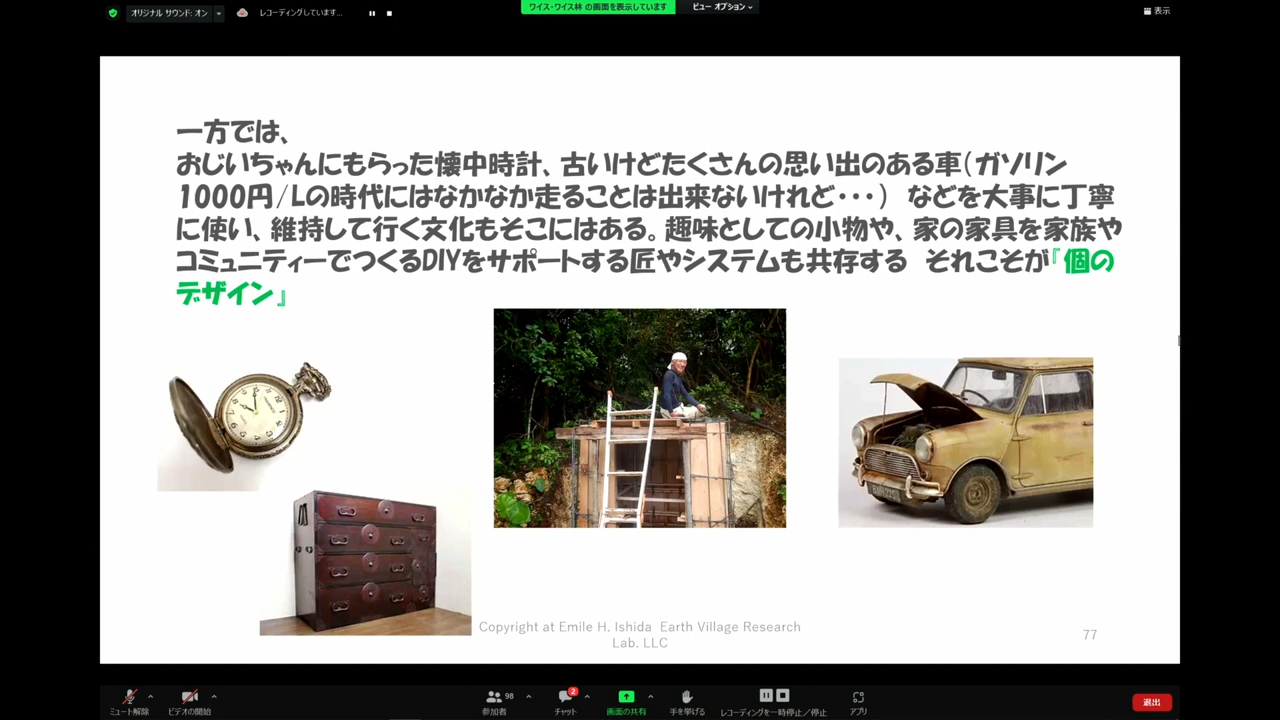 オリジナル サウンド: オン
レコーディングしています...
ワイス・ワイス林 の画面を表示しています
ビュー オプション
表示
一方では、
おじいちゃんにもらった懐中時計、古いけどたくさんの思い出のある車(ガソリン
1000円/Lの時代にはなかなか走ることは出来ないけれど・・・) などを大事に丁寧
に使い、維持して行く文化もそこにはある。趣味としての小物や、家の家具を家族や
コミュニティーでつくるDIYをサポートする匠やシステムも共存する それこそが『個の
デザイン』
Copyright at Emile H. Ishida Earth Village Research
Lab. LLC
77
ミュート解除
ビデオの開始
98
参加者
2
チャット
画面の共有
手を挙げる
レコーディングを一時停止/停止
アプリ
退出